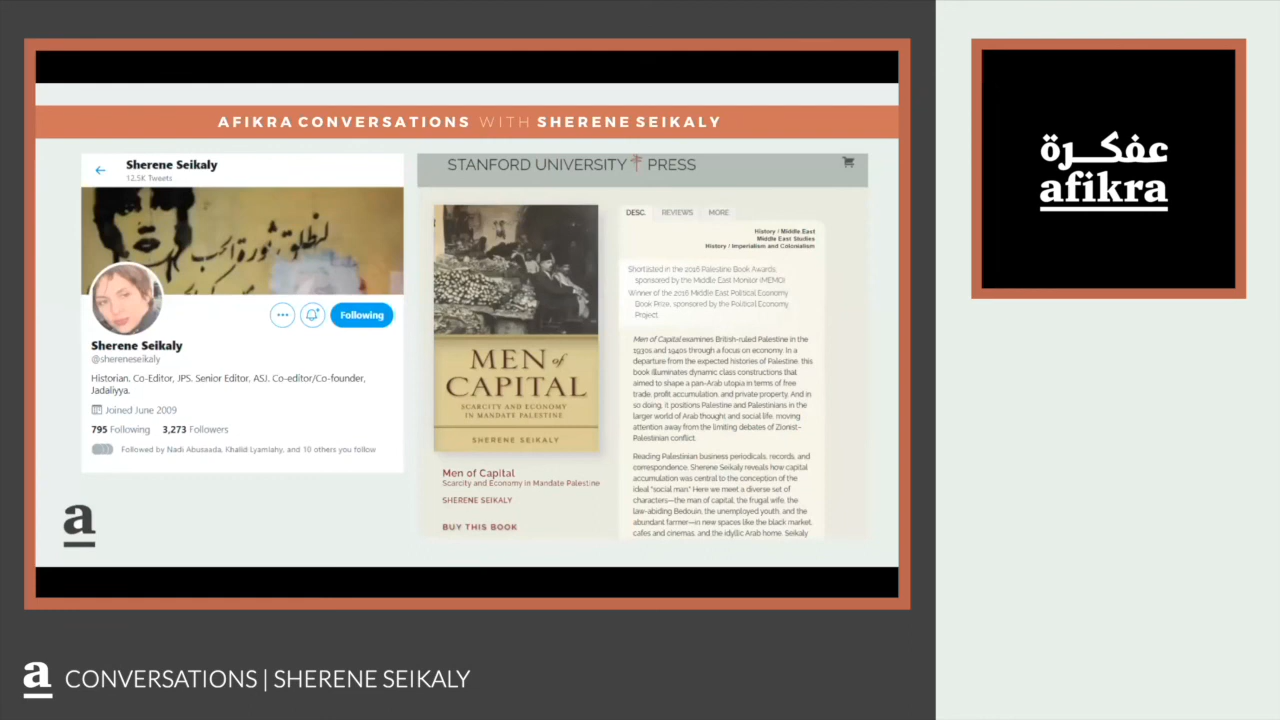 AFIKRA CONVERSATIONS WITH SHERENE SEIKALY
Sherene Seikaly
12.5K Tweets
لنطلق ثورة الحب
Following
Sherene Seikaly
@shereneseikaly
Historian, Co-Editor, JPS. Senior Editor, ASJ. Co-editor/Co-founder,
Jadaliyya.
Joined June 2009
795 Following 3,273 Followers
Followed by Nadi Abusaada, Khalid Lyamlahy, and 10 others you follow
a
STANFORD UNIVERSITY PRESS
MEN of
CAPITAL
SCARCITY AND ECONOMY
IN MANDATE PALESTINE
SHERENE SEIKALY
Men of Capital
Scarcity and Economy in Mandate Palestine
SHERENE SEIKALY
BUY THIS BOOK
DESC. REVIEWS MORE
History / Middle East
Middle East Studies
History / Imperialism and Colonialism
Shortlisted in the 2016 Palestine Book Awards,
sponsored by the Middle East Monitor (MEMO)
Winner of the 2016 Middle East Political Economy
Book Prize, sponsored by the Political Economy
Project
Men of Capital examines British-ruled Palestine in the
1930s and 1940s through a focus on economy. In a
departure from the expected histories of Palestine, this
book illuminates dynamic class constructions that
aimed to shape a pan-Arab utopia in terms of free
trade, profit accumulation, and private property. And in
so doing, it positions Palestine and Palestinians in the
larger world of Arab thought and social life, moving
attention away from the limiting debates of Zionist–
Palestinian conflict.
Reading Palestinian business periodicals, records, and
correspondence, Sherene Seikaly reveals how capital
accumulation was central to the conception of the
ideal "social man." Here we meet a diverse set of
characters—the man of capital, the frugal wife, the
law-abiding Bedouin, the unemployed youth, and the
abundant farmer—in new spaces like the black market,
cafes and cinemas, and the idyllic Arab home. Seikaly
عفكرة
afikra
a CONVERSATIONS | SHERENE SEIKALY